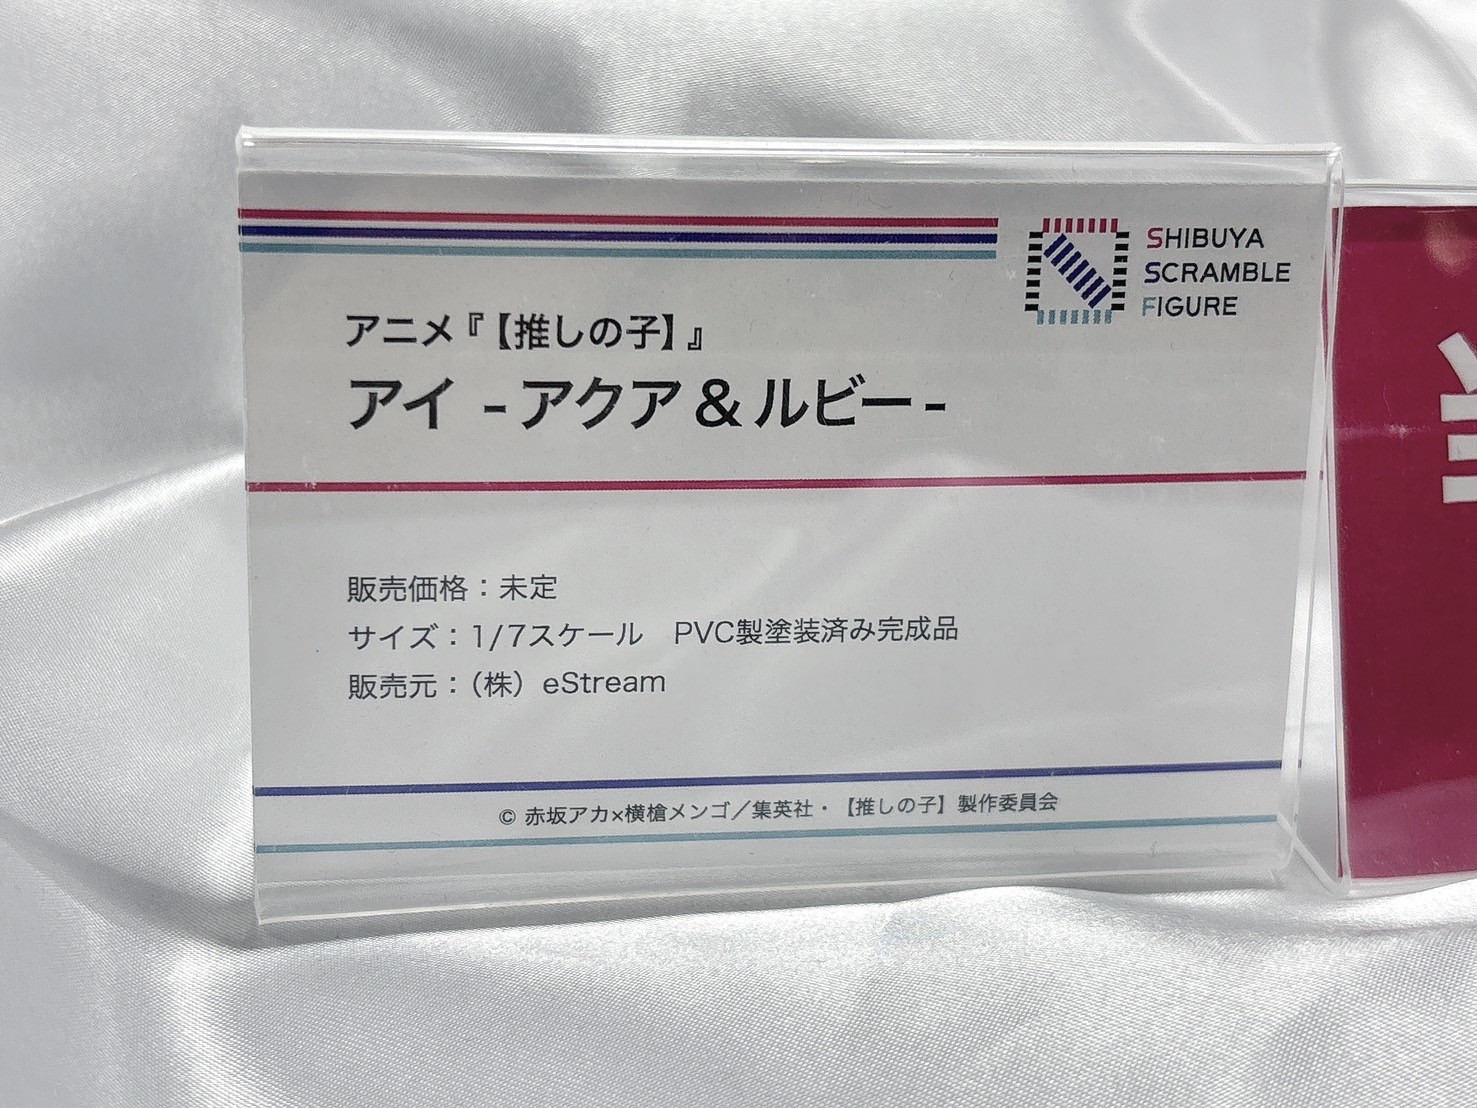 SHIBUYA
SCRAMBLE
FIGURE
アニメ『【推しの子】』
アイ -アクア&ルビー-
販売価格：未定
サイズ：1/7スケール　PVC製塗装済み完成品
販売元：（株）eStream
© 赤坂アカ×横槍メンゴ／集英社・【推しの子】製作委員会